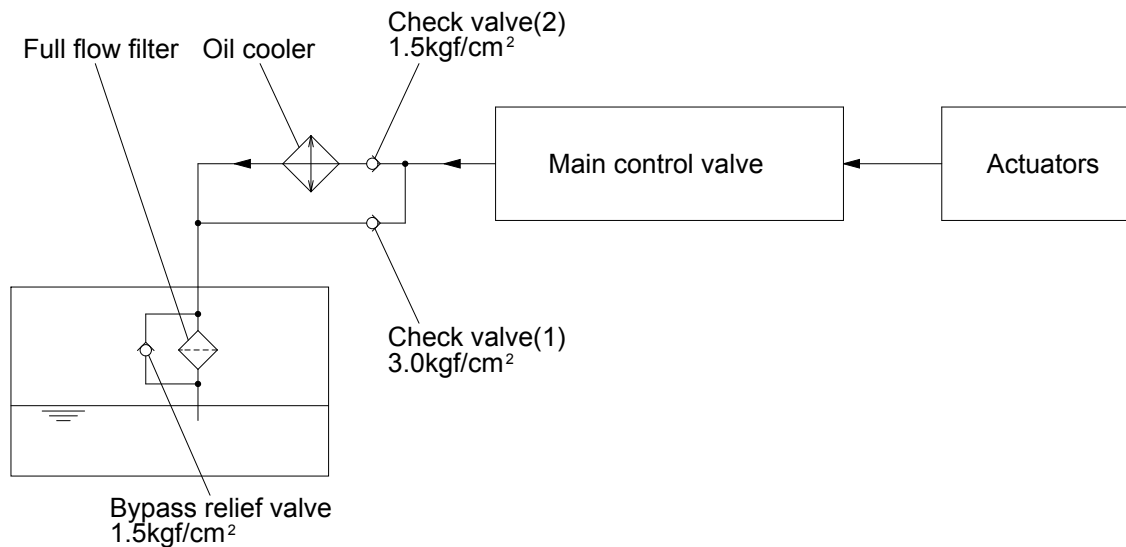 Check valve(2)
1.5kgf/cm²
Full flow filter
Oil cooler
Main control valve
Actuators
Check valve(1)
3.0kgf/cm²
Bypass relief valve
1.5kgf/cm²